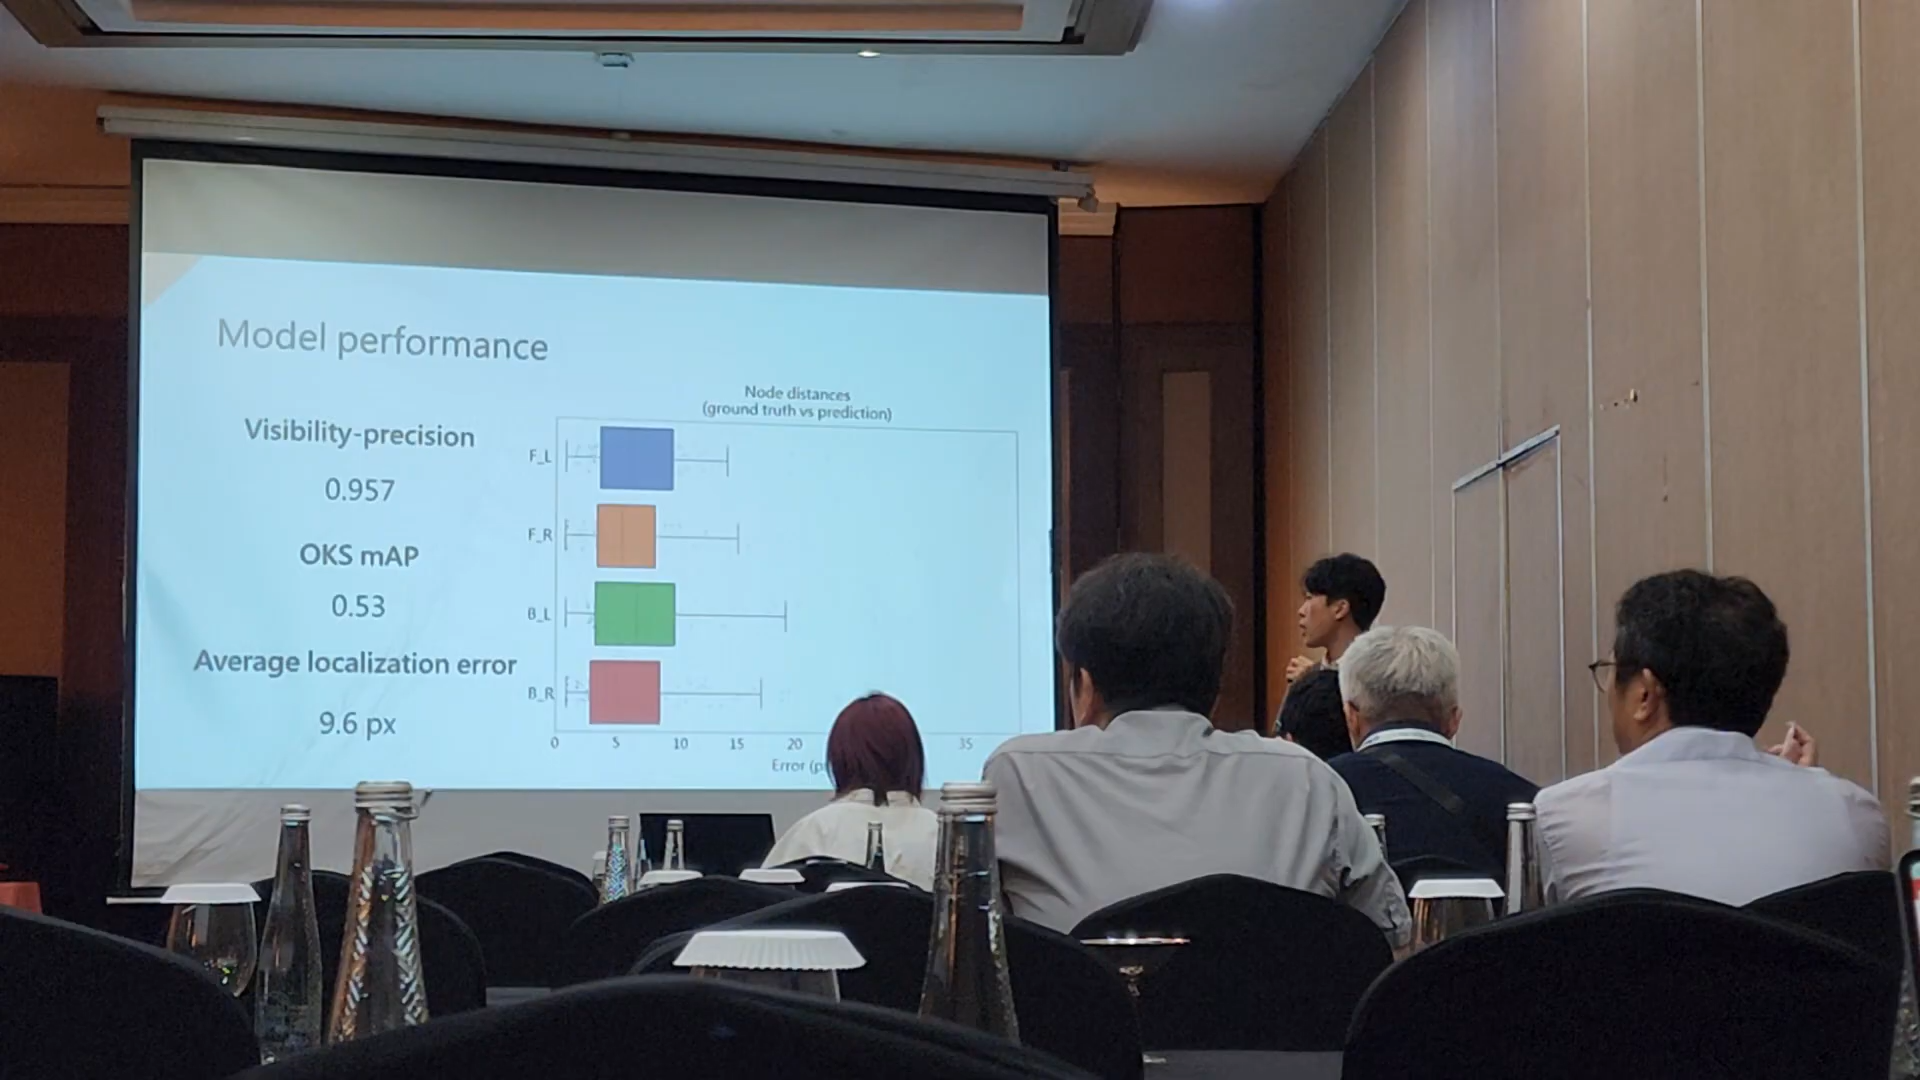 Model performance
Visibility-precision
0.957
OKS mAP
0.53
Average localization error
9.6 px
Node distances
(ground truth vs prediction)
F_L
F_R
B_L
B_R
0 5 10 15 20 35
Error